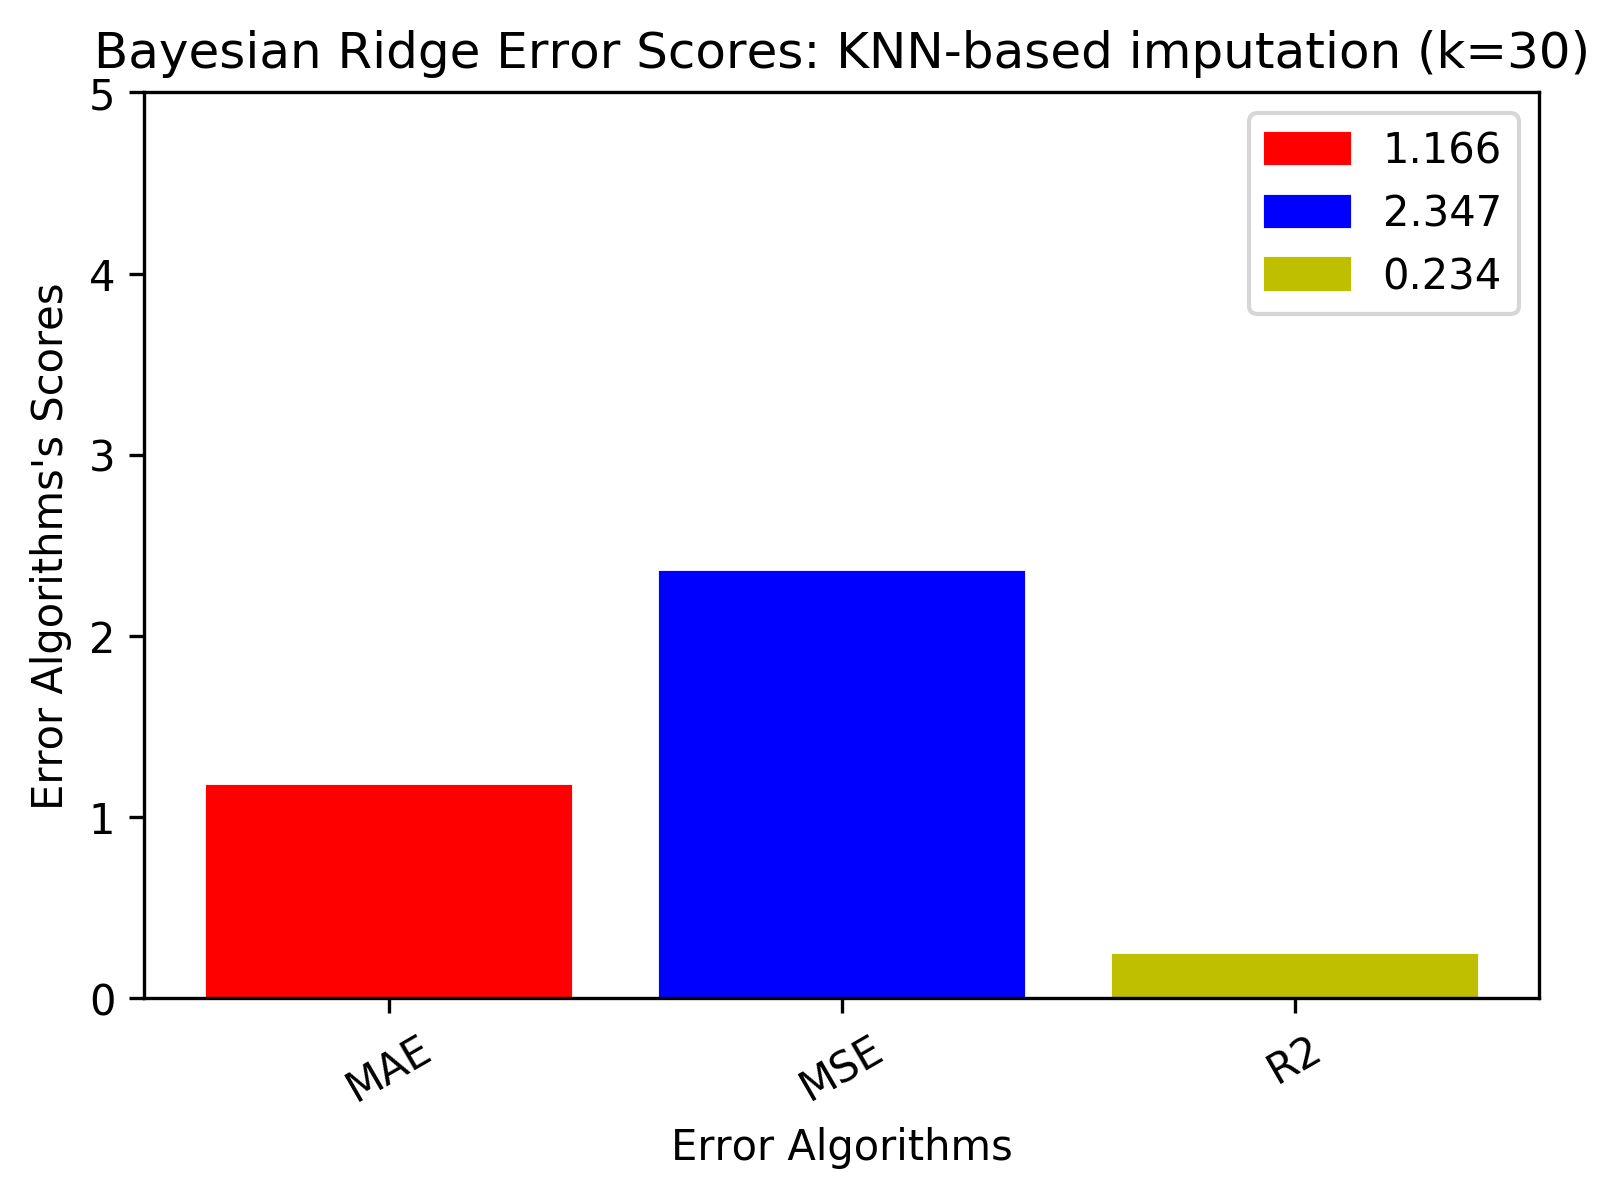 Bayesian Ridge Error Scores: KNN-based imputation (k=30)
5
4
3
2
1
0
Error Algorithms's Scores
1.166
2.347
0.234
MAE
MSE
R2
Error Algorithms